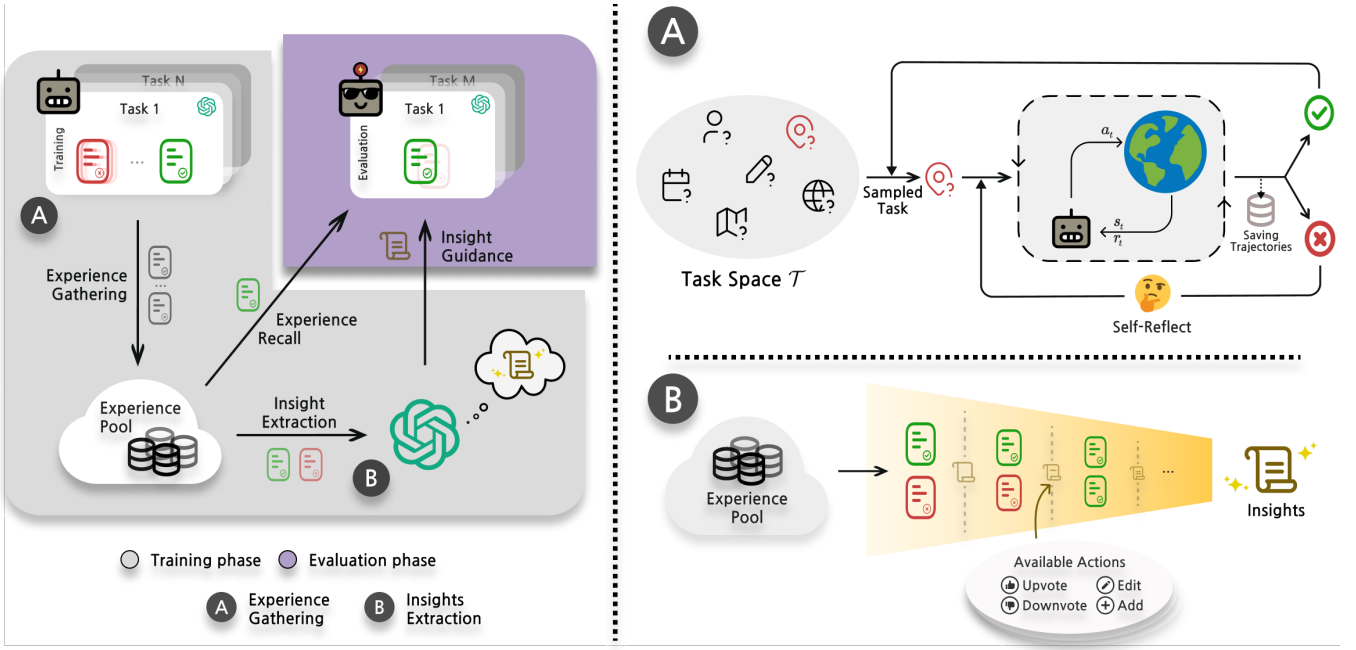 Task N
Task 1
Training
...
A
Experience
Gathering
...
Experience
Recall
Experience
Pool
Insight
Extraction
B
Task M
Task 1
Evaluation
Insight
Guidance
Training phase
Evaluation phase
A
Experience
Gathering
B
Insights
Extraction
A
?
?
?
?
?
?
Task Space 𝒯
Sampled
Task
?
a_t
s_t
r_t
Saving
Trajectories
Self-Reflect
B
Experience
Pool
...
Insights
Available Actions
Upvote
Edit
Downvote
Add